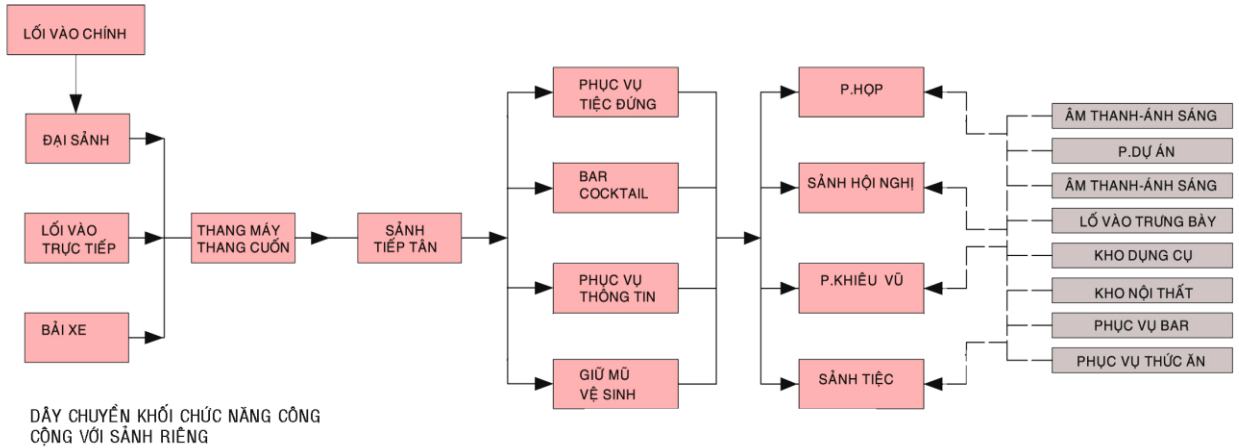 LỐI VÀO CHÍNH
ĐẠI SẢNH
LỐI VÀO
TRỰC TIẾP
BẢI XE
THANG MÁY
THANG CUỐN
SẢNH
TIẾP TÂN
PHỤC VỤ
TIỆC ĐỨNG
BAR
COCKTAIL
PHỤC VỤ
THÔNG TIN
GIỮ MŨ
VỆ SINH
P.HỌP
SẢNH HỘI NGHỊ
P.KHIÊU VŨ
SẢNH TIỆC
ÂM THANH-ÁNH SÁNG
P.DỰ ÁN
ÂM THANH-ÁNH SÁNG
LỐ VÀO TRƯNG BÀY
KHO DỤNG CỤ
KHO NỘI THẤT
PHỤC VỤ BAR
PHỤC VỤ THỨC ĂN
DÂY CHUYỀN KHỐI CHỨC NĂNG CÔNG
CỘNG VỚI SẢNH RIÊNG